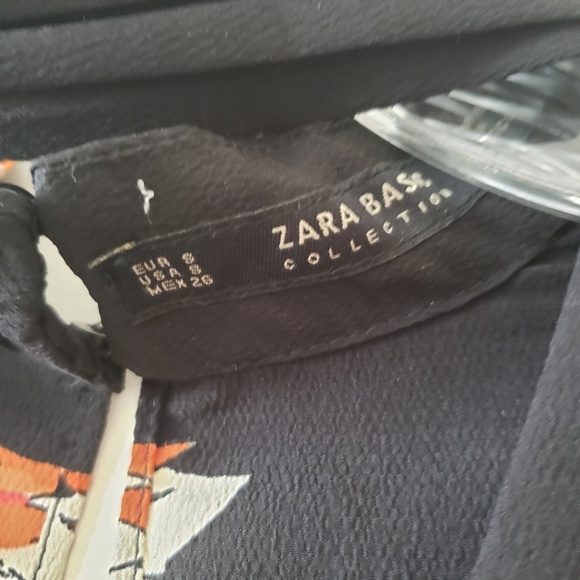 ZARA BASIC
COLLECTION
EUR S
USA S
MEX 26